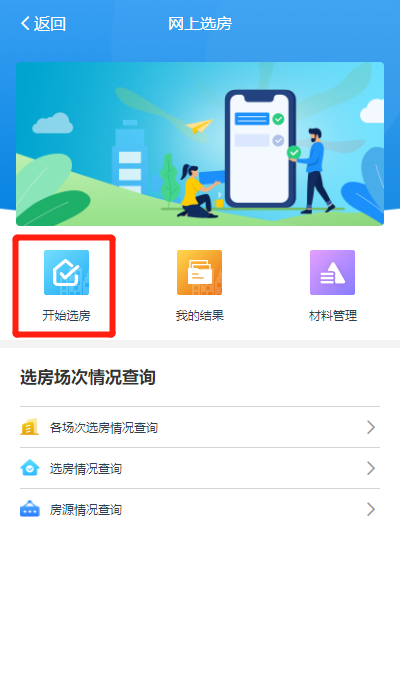 返回
网上选房
开始选房
我的结果
材料管理
选房场次情况查询
各场次选房情况查询
选房情况查询
房源情况查询